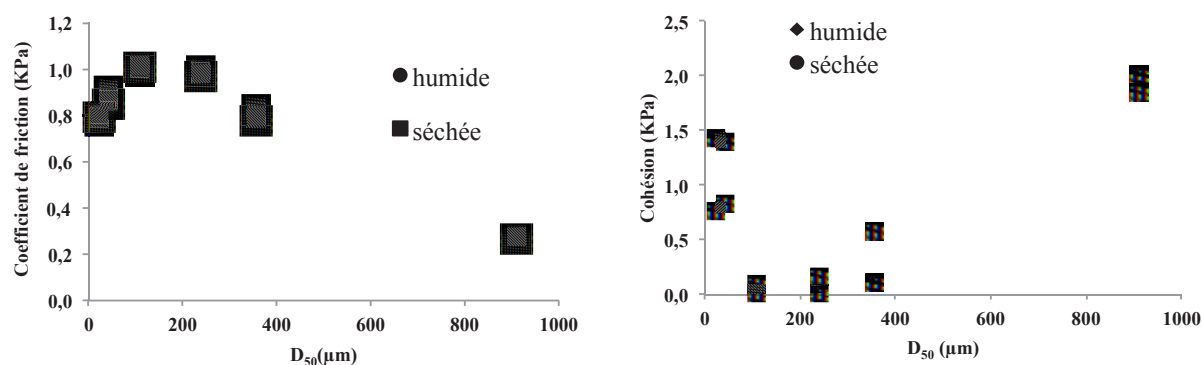 Coefficient de friction (KPa)
1,2
1,0
0,8
0,6
0,4
0,2
0,0
humide
séchée
0 200 400 600 800 1000
D50(µm)
Cohésion (KPa)
2,5
2,0
1,5
1,0
0,5
0,0
humide
séchée
0 200 400 600 800 1000
D50 (µm)